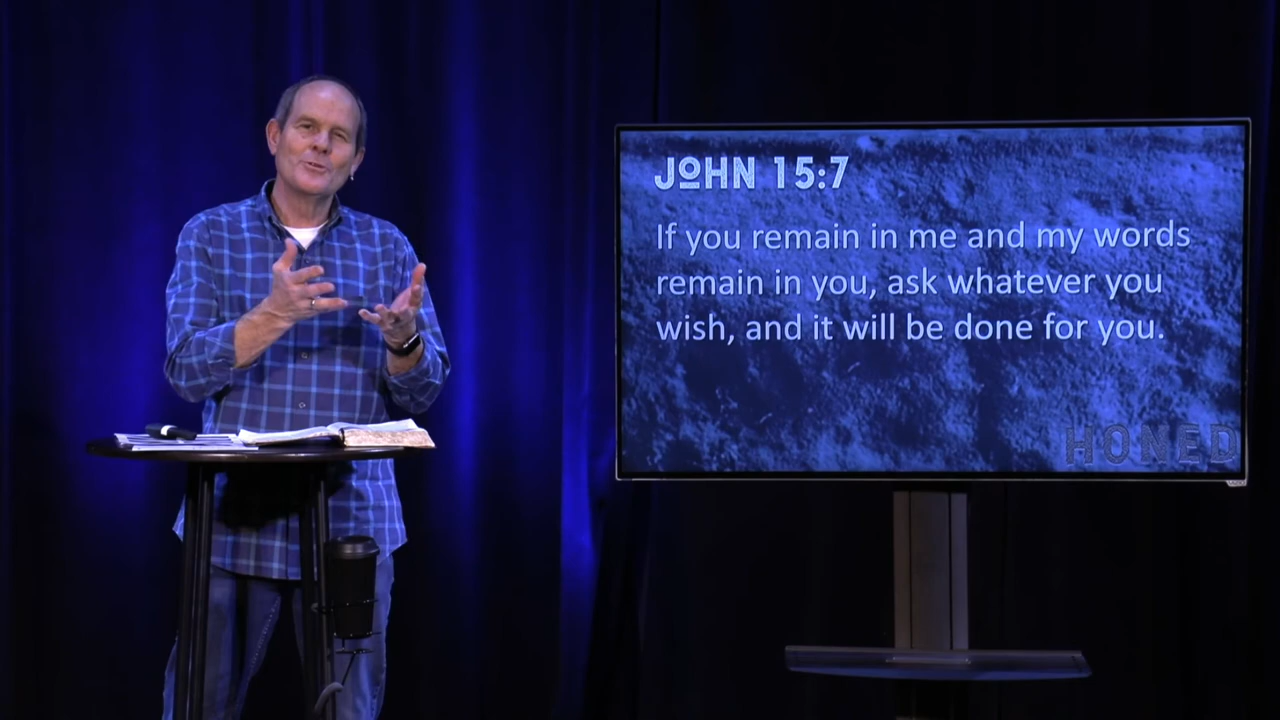 JOHN 15:7
If you remain in me and my words
remain in you, ask whatever you
wish, and it will be done for you.
HONED